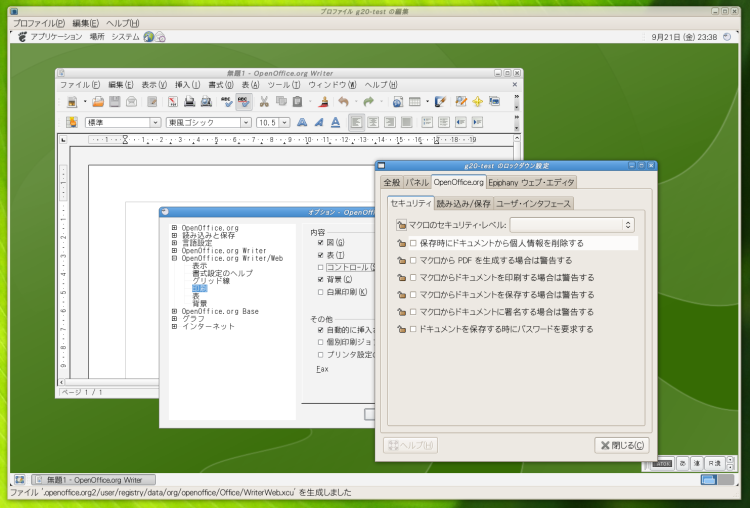 プロファイル g20-test の編集
プロファイル(P) 編集(E) ヘルプ(H)
アプリケーション 場所 システム 9月21日 (金) 23:38
無題1 - OpenOffice.org Writer
ファイル(F) 編集(E) 表示(V) 挿入(I) 書式(O) 表(A) ツール(T) ウィンドウ(W) ヘルプ(H)
標準 東風ゴシック 10.5
g20-test のロックダウン設定
全般 パネル OpenOffice.org Epiphany ウェブ・エディタ
セキュリティ 読み込み/保存 ユーザ・インタフェース
マクロのセキュリティ・レベル:
保存時にドキュメントから個人情報を削除する
マクロから PDF を生成する場合は警告する
マクロからドキュメントを印刷する場合は警告する
マクロからドキュメントを保存する場合は警告する
マクロからドキュメントに署名する場合は警告する
ドキュメントを保存する時にパスワードを要求する
ヘルプ(H) 閉じる(C)
オプション - OpenOff
OpenOffice.org
読み込みと保存
言語設定
OpenOffice.org Writer
OpenOffice.org Writer/Web
表示
書式設定のヘルプ
グリッド線
印刷
表
背景
OpenOffice.org Base
グラフ
インターネット
内容
図(G)
表(T)
コントロール(
背景(C)
白黒印刷(K)
その他
自動的に挿入
個別印刷ジョ
プリンタ設定
Fax
ページ 1 / 1
あ 連 R漢
無題1 - OpenOffice.org Writer
ファイル '.openoffice.org2/user/registry/data/org/openoffice/Office/WriterWeb.xcu' を生成しました